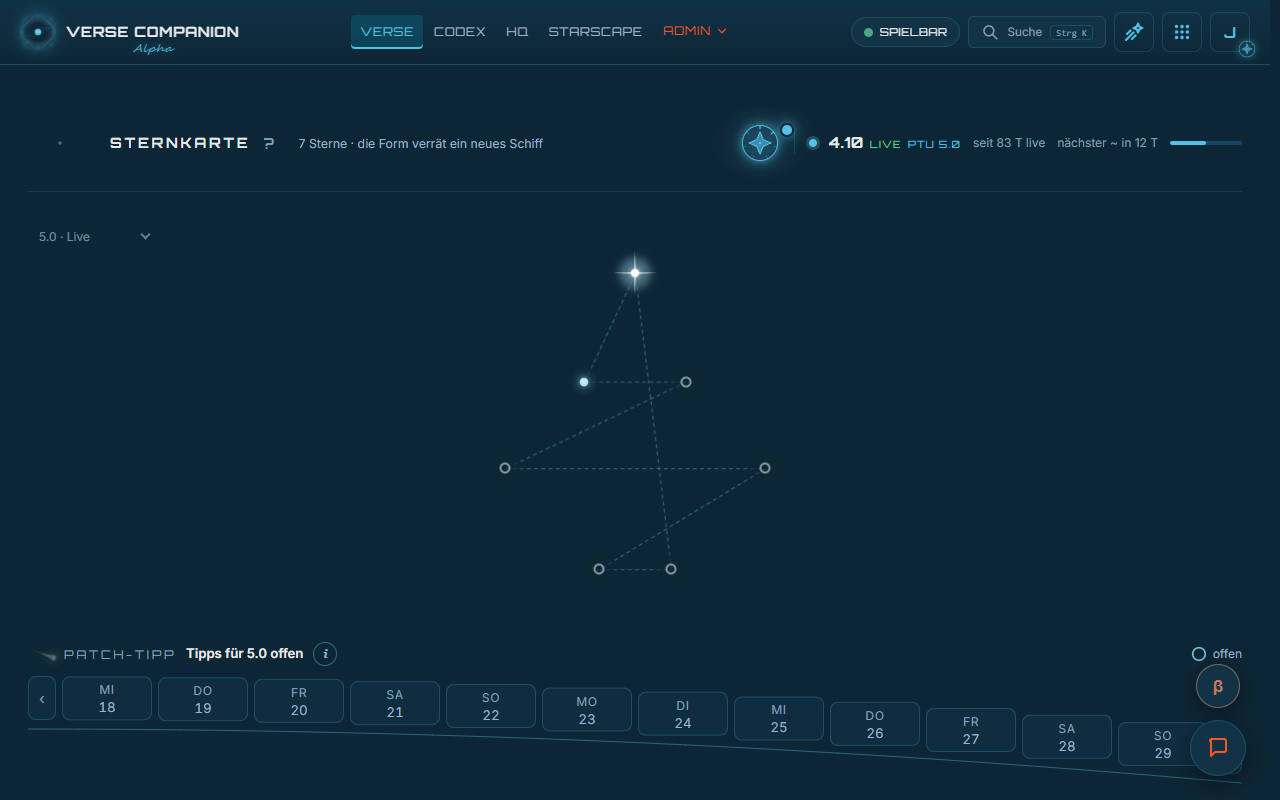 VERSE COMPANION
Alpha
VERSE CODEX HQ STARSCAPE ADMIN
SPIELBAR
Suche Strg K
J
STERNKARTE ? 7 Sterne · die Form verrät ein neues Schiff
4.10 LIVE PTU 5.0 seit 83 T live nächster ~ in 12 T
5.0 · Live
PATCH-TIPP Tipps für 5.0 offen i
offen
β
‹
MI 18
DO 19
FR 20
SA 21
SO 22
MO 23
DI 24
MI 25
DO 26
FR 27
SA 28
SO 29